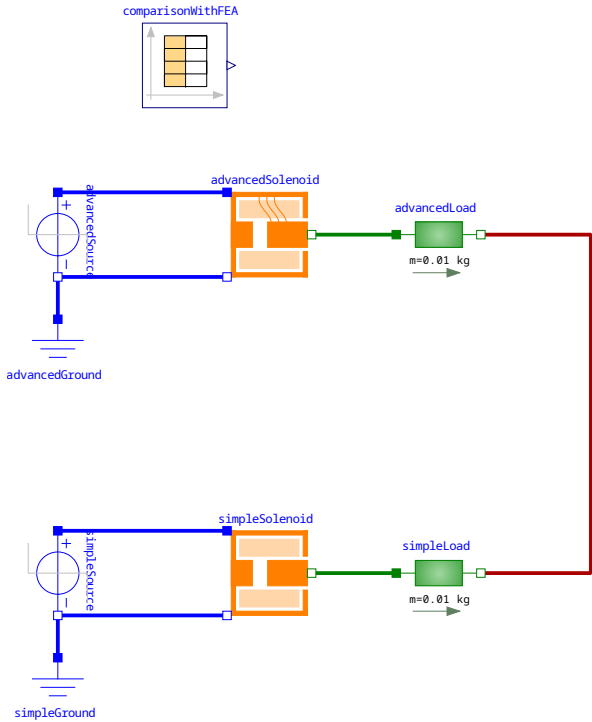 comparisonWithFEA
advancedSolenoid
advancedSource
+
−
advancedLoad
m=0.01 kg
advancedGround
simpleSolenoid
simpleSource
+
−
simpleLoad
m=0.01 kg
simpleGround